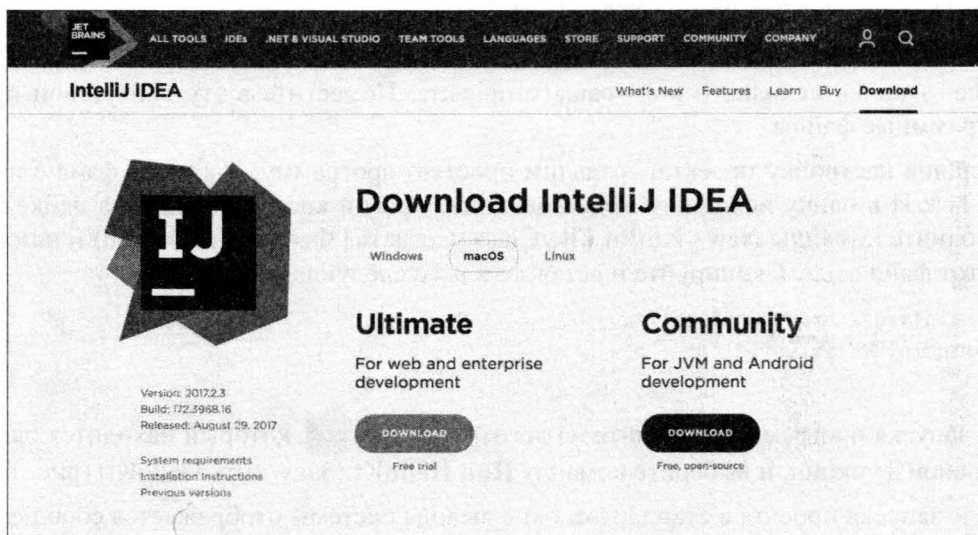 JET
BRAINS
ALL TOOLS IDEs .NET & VISUAL STUDIO TEAM TOOLS LANGUAGES STORE SUPPORT COMMUNITY COMPANY
IntelliJ IDEA
What's New Features Learn Buy Download
IJ
Download IntelliJ IDEA
Windows macOS Linux
Ultimate
For web and enterprise
development
DOWNLOAD
Free trial
Community
For JVM and Android
development
DOWNLOAD
Free, open-source
Version: 2017.2.3
Build: 172.3968.16
Released: August 29, 2017
System requirements
Installation Instructions
Previous versions